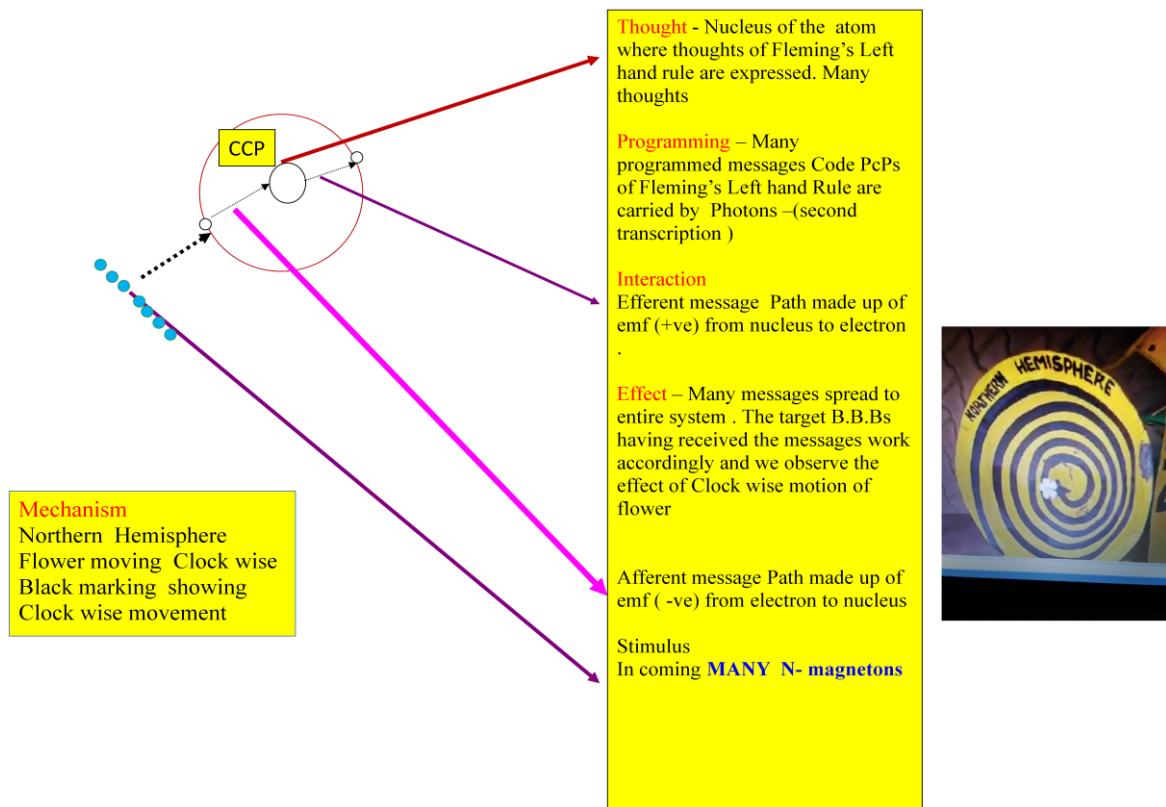 CCP
Thought - Nucleus of the atom
where thoughts of Fleming's Left
hand rule are expressed. Many
thoughts
Programming – Many
programmed messages Code PcPs
of Fleming's Left hand Rule are
carried by Photons –(second
transcription )
Interaction
Efferent message Path made up of
emf (+ve) from nucleus to electron
.
Effect – Many messages spread to
entire system . The target B.B.Bs
having received the messages work
accordingly and we observe the
effect of Clock wise motion of
flower
Afferent message Path made up of
emf ( -ve) from electron to nucleus
Stimulus
In coming MANY N- magnetons
Mechanism
Northern Hemisphere
Flower moving Clock wise
Black marking showing
Clock wise movement
NORTHERN HEMISPHERE